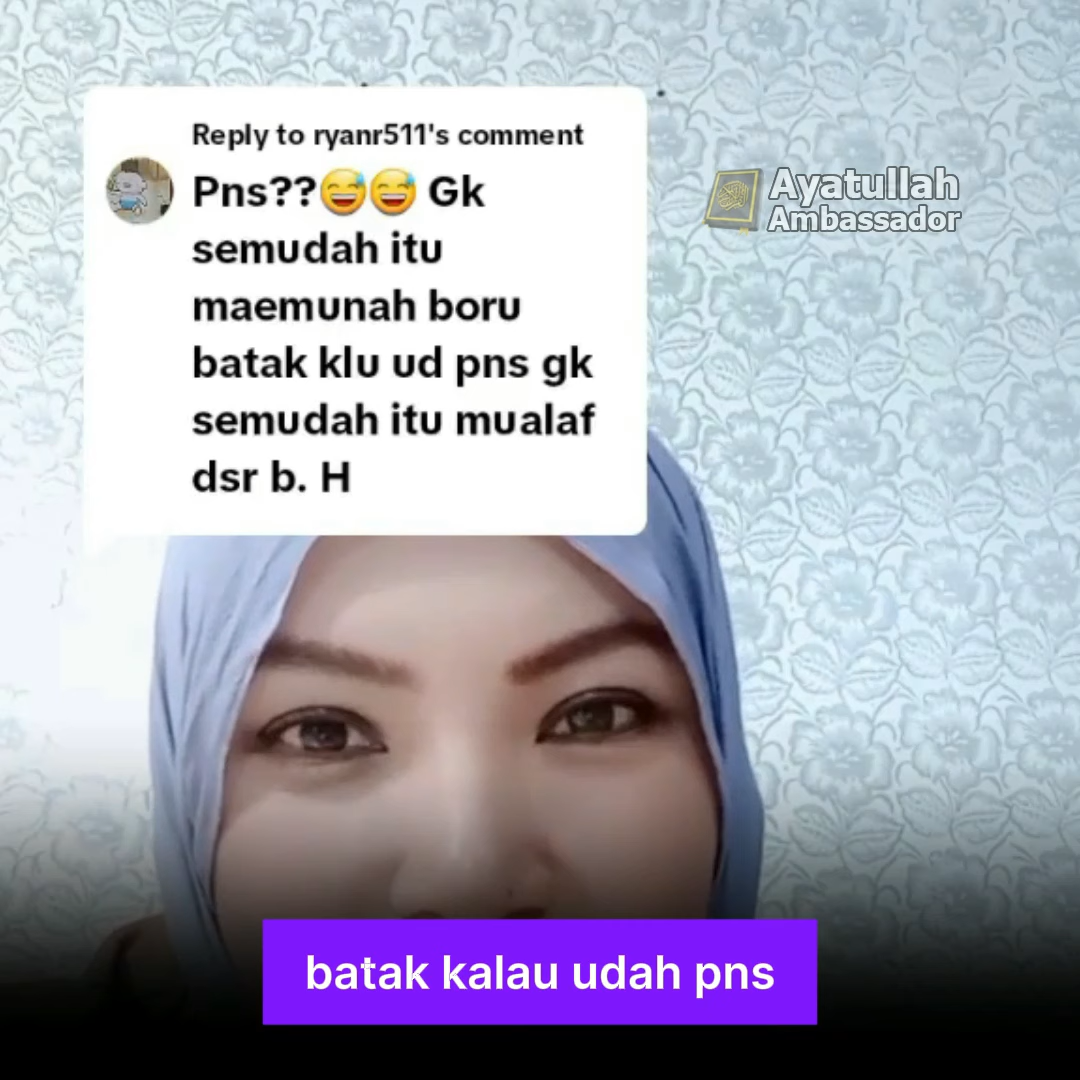 Reply to ryanr511's comment
Pns??😅😅 Gk
semudah itu
maemunah boru
batak klu ud pns gk
semudah itu mualaf
dsr b. H
Ayatullah
Ambassador
batak kalau udah pns